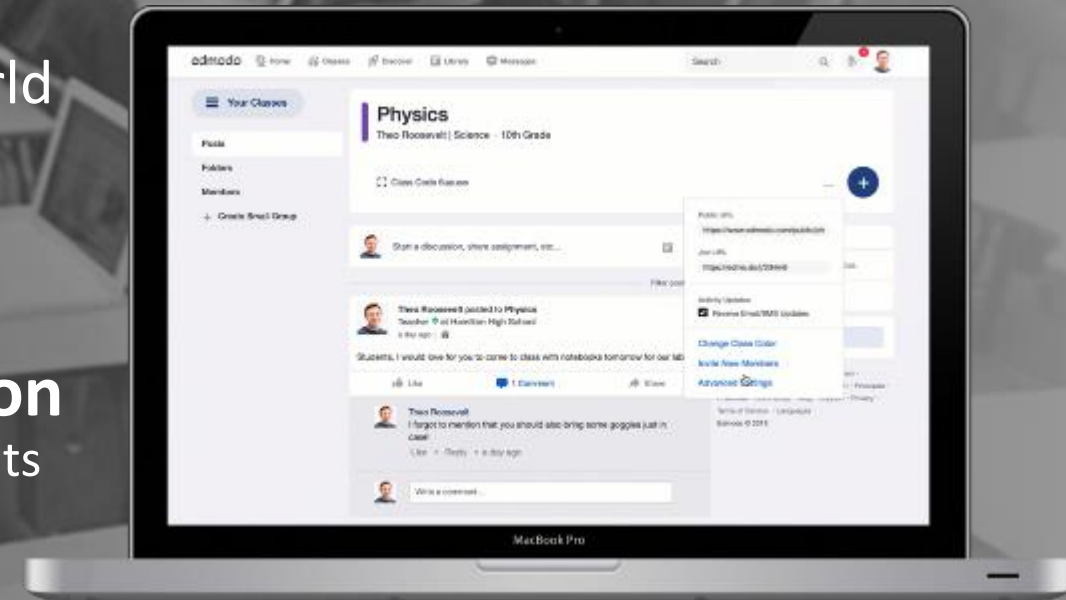 rld
on
ts
edmodo Home Classes Discover Library Messages Search
Your Classes
Posts
Folders
Members
+ Create Small Group
Physics
Theo Roosevelt | Science · 10th Grade
Class Code
...
+
Public URL
Join URL
Activity Updates
Receive Email/SMS Updates
Change Class Color
Invite New Members
Advanced
Start a discussion, share assignment, etc...
Filter
Theo Roosevelt posted to Physics
Teacher at Hamilton High School
a day ago
Students, I would love for you to come to class with notebooks tomorrow for our lab
Like 1 Comment Share
Theo Roosevelt
I forgot to mention that you should also bring some goggles just in
case!
Like · Reply · a day ago
Write a comment...
Principles
Privacy
Terms of Service · Languages
MacBook Pro